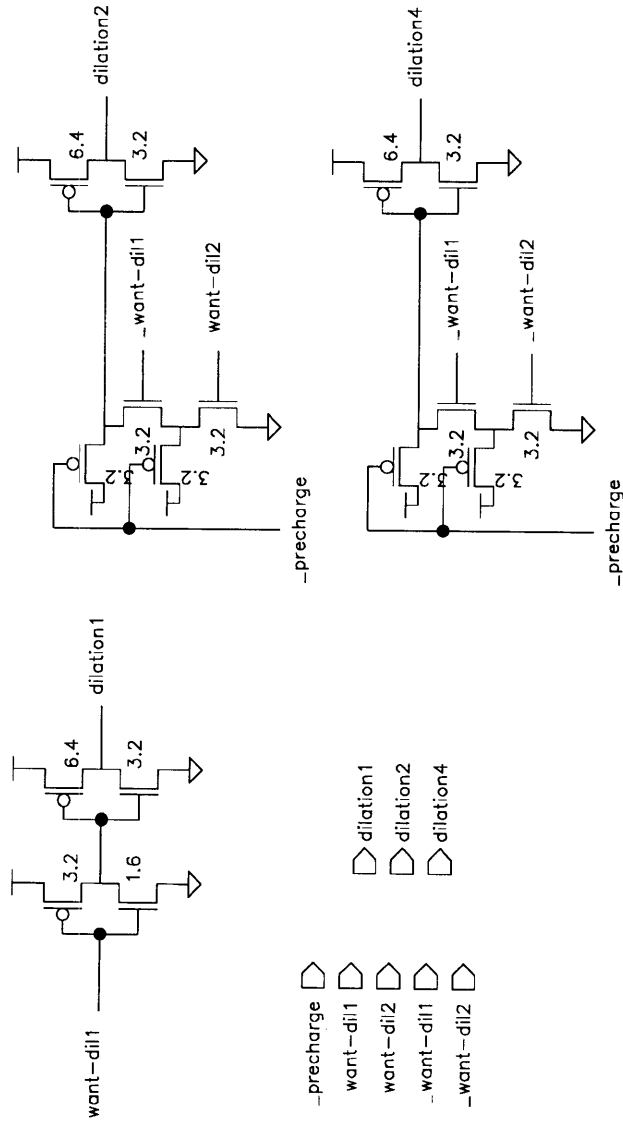 want-dil1
3.2
1.6
6.4
3.2
dilation1
_precharge
3.2
3.2
3.2
3.2
_want-dil1
want-dil2
6.4
3.2
dilation2
_precharge
want-dil1
want-dil2
_want-dil1
_want-dil2
dilation1
dilation2
dilation4
_precharge
3.2
3.2
3.2
3.2
_want-dil1
_want-dil2
6.4
3.2
dilation4